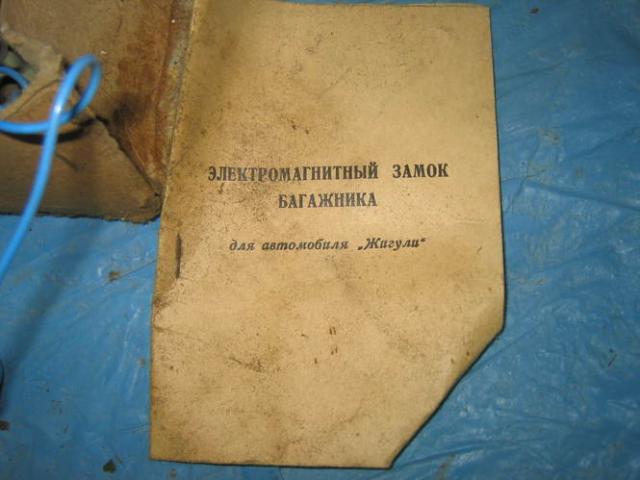 ЭЛЕКТРОМАГНИТНЫЙ ЗАМОК
БАГАЖНИКА
для автомобиля „Жигули“